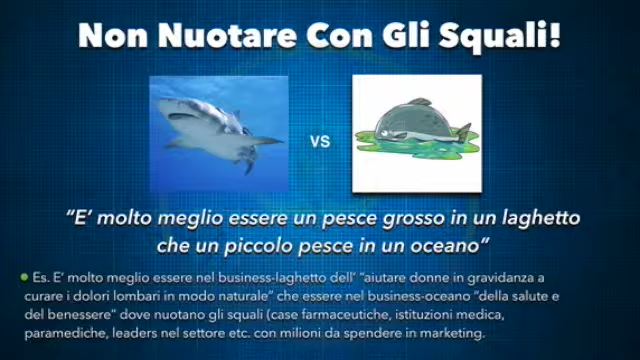 Non Nuotare Con Gli Squali!
vs
“E’ molto meglio essere un pesce grosso in un laghetto
che un piccolo pesce in un oceano”
Es. E’ molto meglio essere nel business-laghetto dell’ “aiutare donne in gravidanza a
curare i dolori lombari in modo naturale” che essere nel business-oceano “della salute e
del benessere” dove nuotano gli squali (case farmaceutiche, istituzioni medica,
paramediche, leaders nel settore etc. con milioni da spendere in marketing.